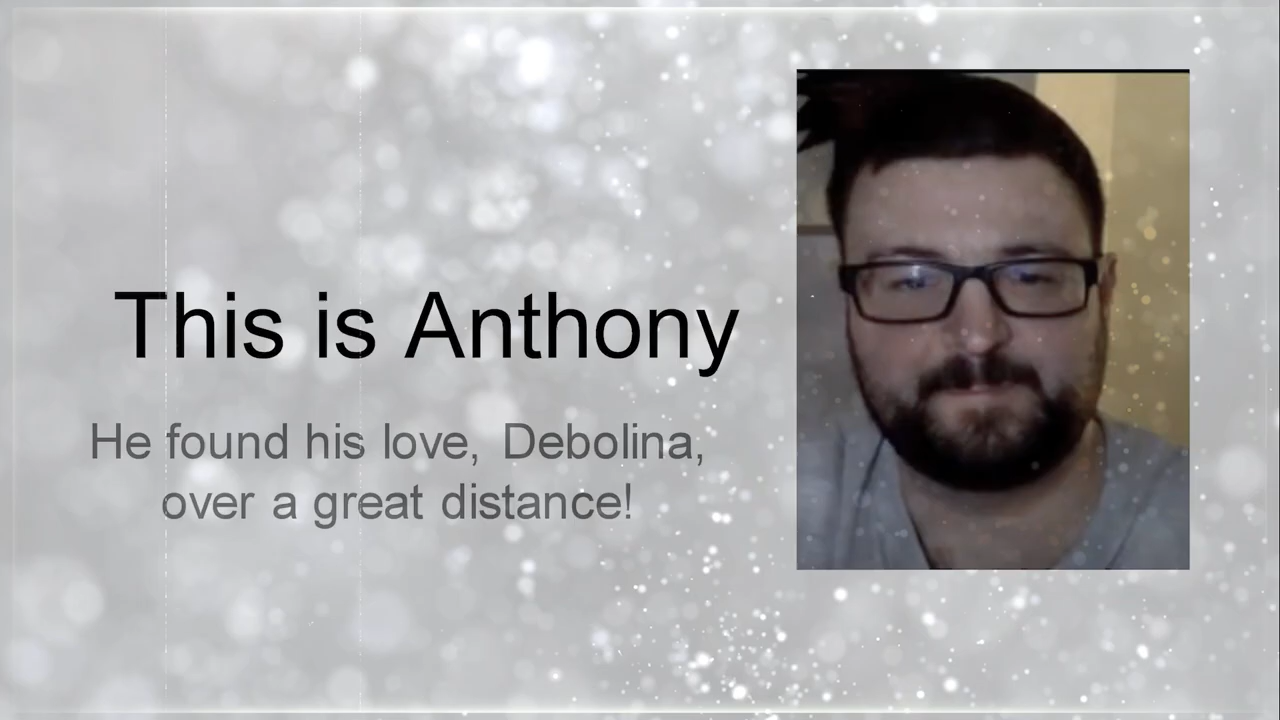 This is Anthony
He found his love, Debolina,
over a great distance!